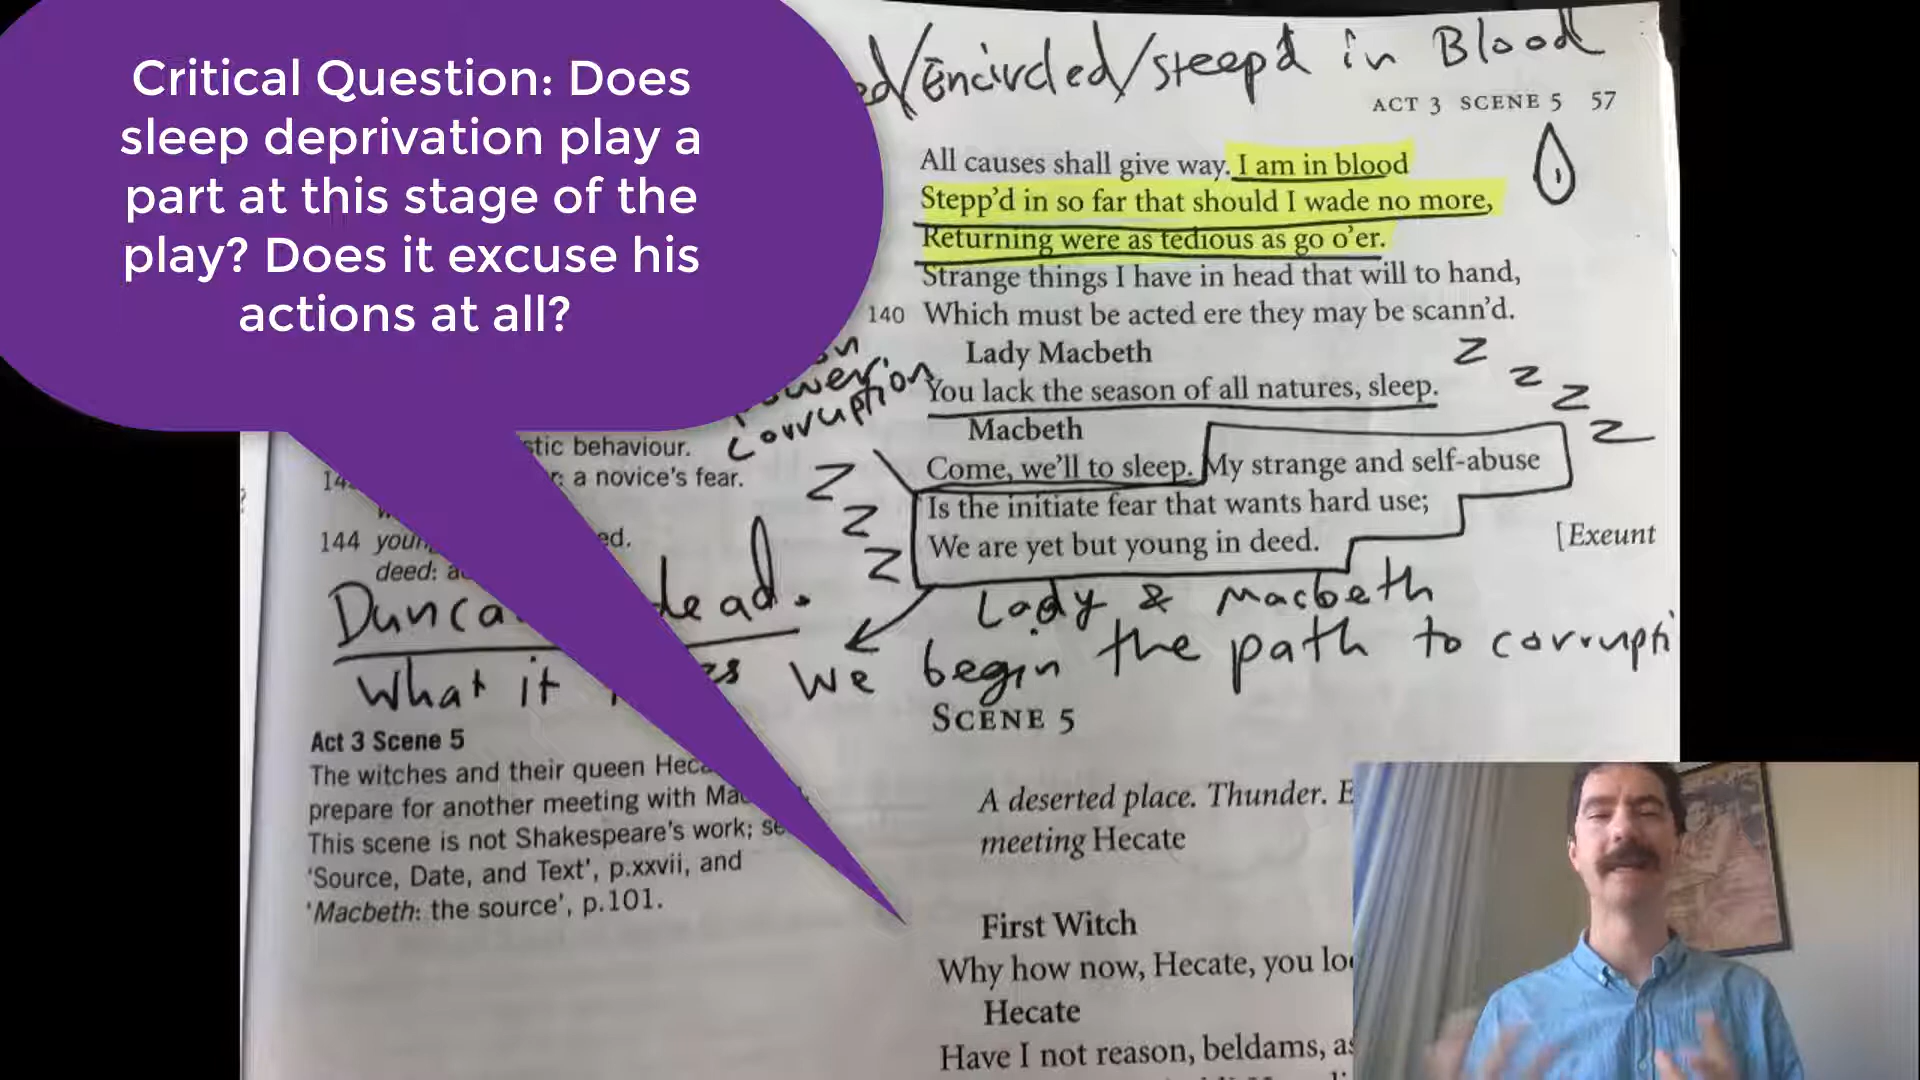 Critical Question: Does
sleep deprivation play a
part at this stage of the
play? Does it excuse his
actions at all?
/Encircled/steep'd in Blood
ACT 3 SCENE 5 57
All causes shall give way. I am in blood
Stepp'd in so far that should I wade no more,
Returning were as tedious as go o'er.
Strange things I have in head that will to hand,
140 Which must be acted ere they may be scann'd.
Lady Macbeth
You lack the season of all natures, sleep.
Macbeth
Come, we'll to sleep. My strange and self-abuse
Is the initiate fear that wants hard use;
We are yet but young in deed.
[Exeunt
z z z z
z z z
corruption
behaviour.
a novice's fear.
144
deed:
dead.
What it
Lady & Macbeth
We begin the path to corrupti
SCENE 5
A deserted place. Thunder.
meeting Hecate
First Witch
Why how now, Hecate, you
Hecate
Have I not reason, beldams,
Act 3 Scene 5
The witches and their queen
prepare for another meeting with
This scene is not Shakespeare's work;
'Source, Date, and Text', p.xxvii, and
'Macbeth: the source', p.101.